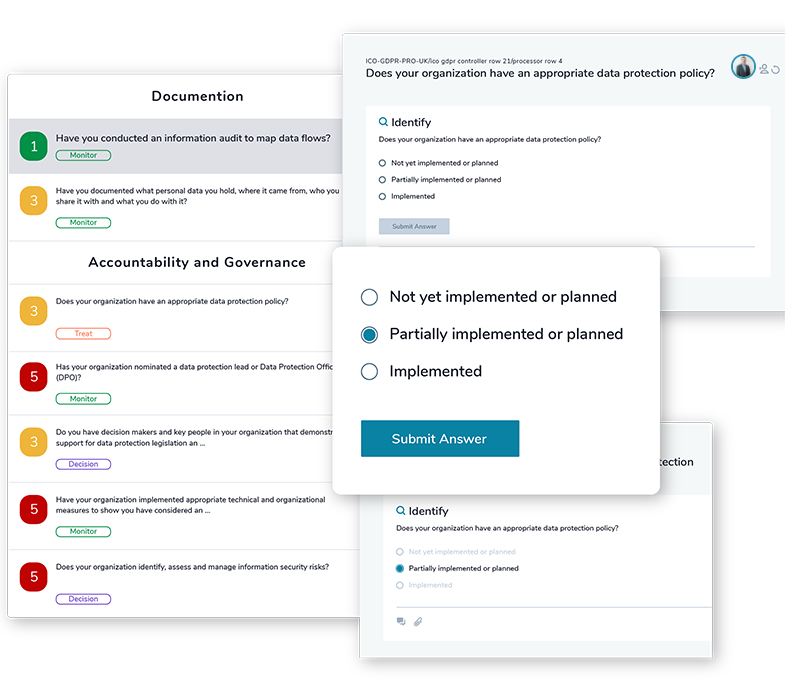 Documention
1
Have you conducted an information audit to map data flows?
Monitor
3
Have you documented what personal data you hold, where it came from, who you
share it with and what you do with it?
Monitor
Accountability and Governance
3
Does your organization have an appropriate data protection policy?
Treat
5
Has your organization nominated a data protection lead or Data Protection Offic
(DPO)?
Monitor
3
Do you have decision makers and key people in your organization that demonstr
support for data protection legislation an ...
Decision
5
Have your organization implemented appropriate technical and organizational
measures to show you have considered an ...
Monitor
5
Does your organization identify, assess and manage information security risks?
Decision
ICO-GDPR-PRO-UK/ico gdpr controller row 21/processor row 4
Does your organization have an appropriate data protection policy?
Identify
Does your organization have an appropriate data protection policy?
Not yet implemented or planned
Partially implemented or planned
Implemented
Submit Answer
Not yet implemented or planned
Partially implemented or planned
Implemented
Submit Answer
tection
Identify
Does your organization have an appropriate data protection policy?
Not yet implemented or planned
Partially implemented or planned
Implemented